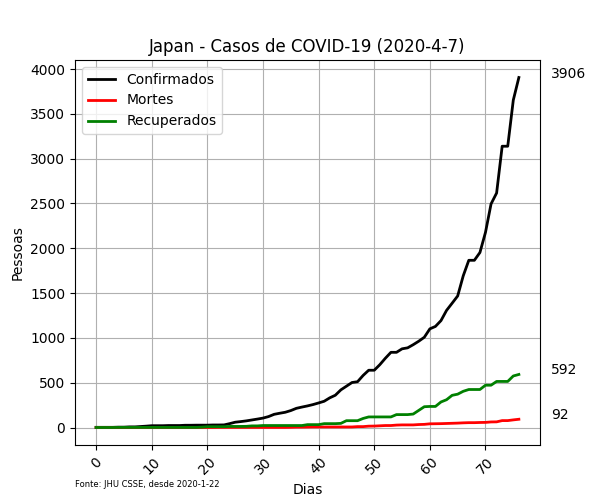 Japan - Casos de COVID-19 (2020-4-7)
Confirmados
Mortes
Recuperados
4000
3500
3000
2500
2000
1500
1000
500
0
Pessoas
3906
592
92
0
10
20
30
40
50
60
70
Dias
Fonte: JHU CSSE, desde 2020-1-22